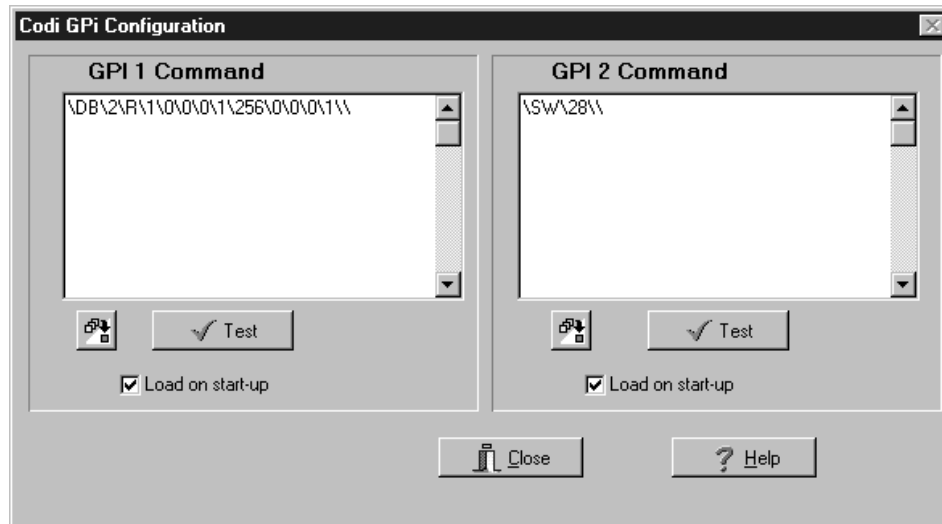 Codi GPi Configuration
GPI 1 Command
\DB\2\R\1\0\0\0\1\256\0\0\0\1\\
Test
Load on start-up
GPI 2 Command
\SW\28\\
Test
Load on start-up
Close
Help